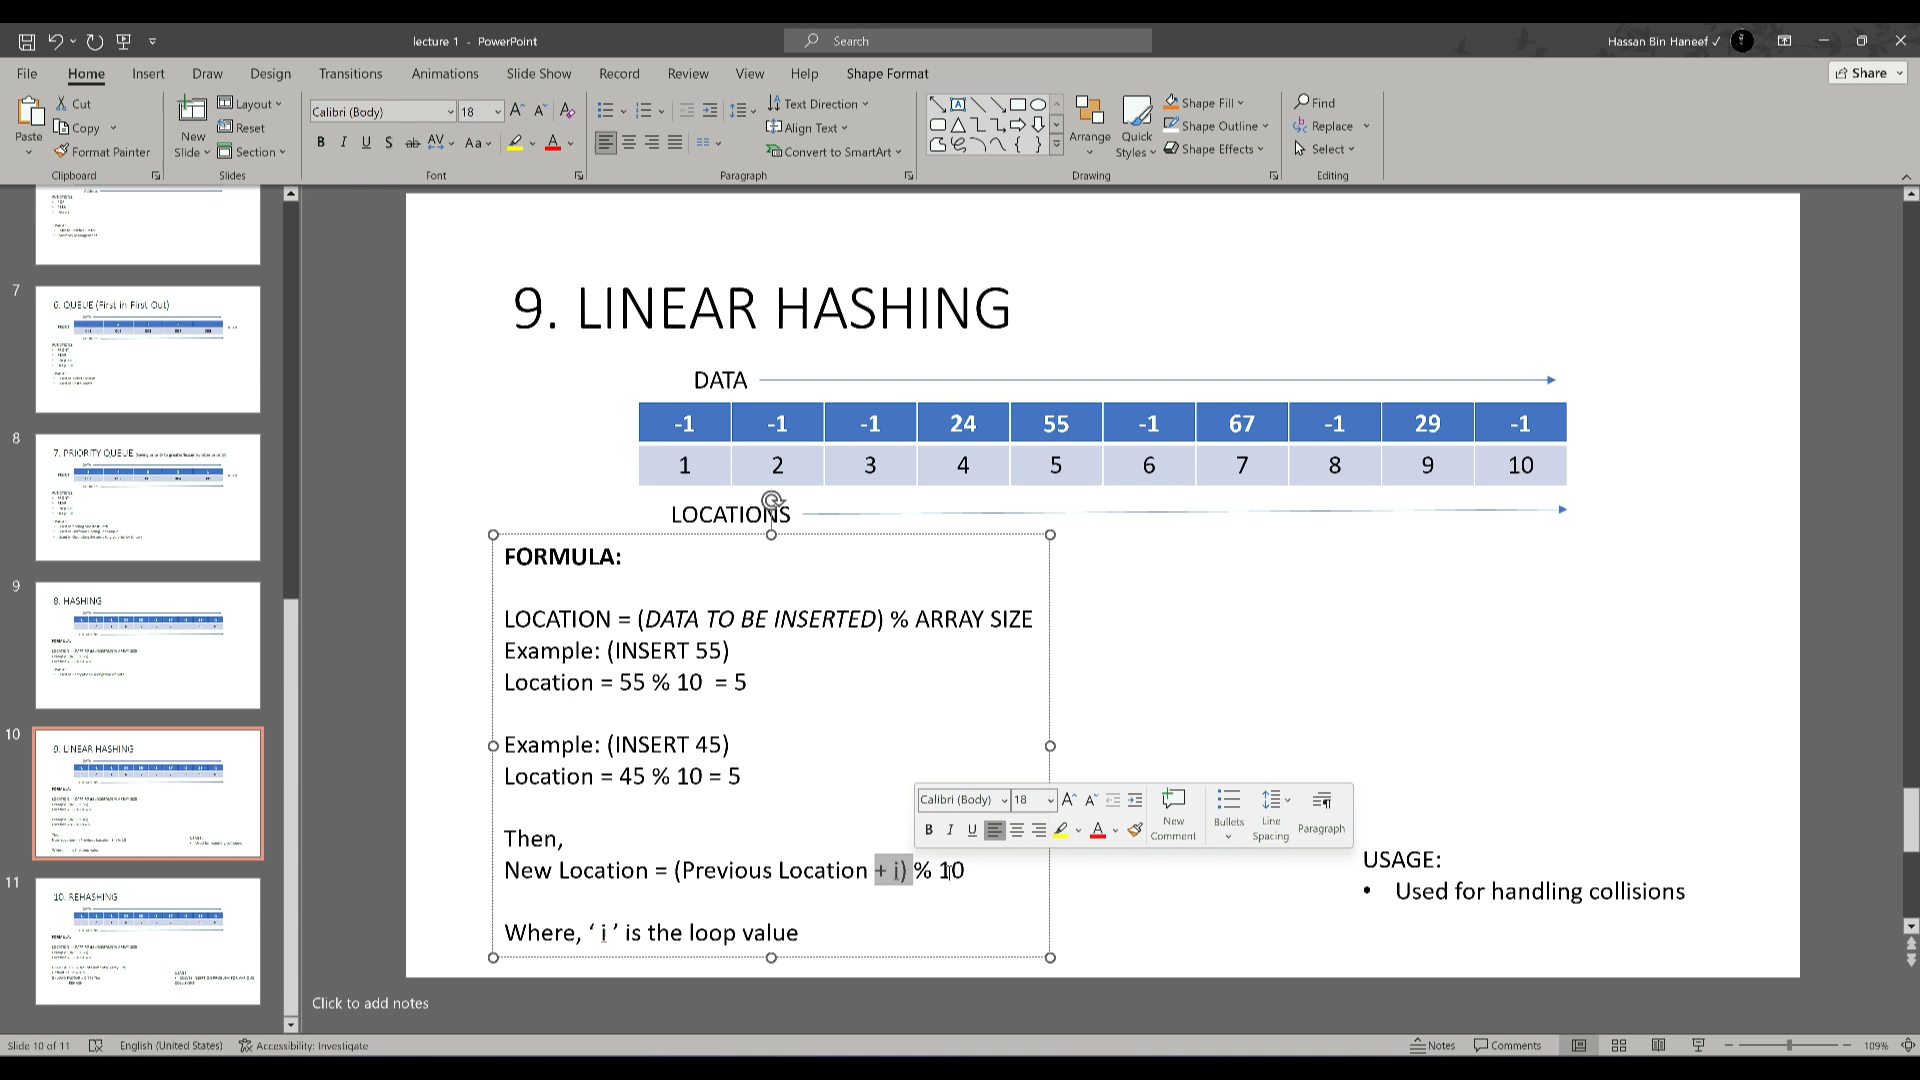 lecture 1 - PowerPoint
Search
Hassan Bin Haneef ✓
File Home Insert Draw Design Transitions Animations Slide Show Record Review View Help Shape Format
Share
Paste
Cut
Copy
Format Painter
Clipboard
New Slide
Layout
Reset
Section
Slides
Calibri (Body) 18
B I U S ab AV Aa A
Font
Text Direction
Align Text
Convert to SmartArt
Paragraph
Arrange
Quick Styles
Shape Fill
Shape Outline
Shape Effects
Drawing
Find
Replace
Select
Editing
7
6. QUEUE (First in First Out)
8
7. PRIORITY QUEUE
9
8. HASHING
10
9. LINEAR HASHING
11
10. REHASHING
9. LINEAR HASHING
DATA
-1 -1 -1 24 55 -1 67 -1 29 -1
1 2 3 4 5 6 7 8 9 10
LOCATIONS
FORMULA:
LOCATION = (DATA TO BE INSERTED) % ARRAY SIZE
Example: (INSERT 55)
Location = 55 % 10 = 5
Example: (INSERT 45)
Location = 45 % 10 = 5
Then,
New Location = (Previous Location + i) % 10
Where, ‘ i ’ is the loop value
Calibri (Body) 18
B I U
New Comment
Bullets
Line Spacing
Paragraph
USAGE:
• Used for handling collisions
Click to add notes
Slide 10 of 11
English (United States)
Accessibility: Investigate
Notes
Comments
109%